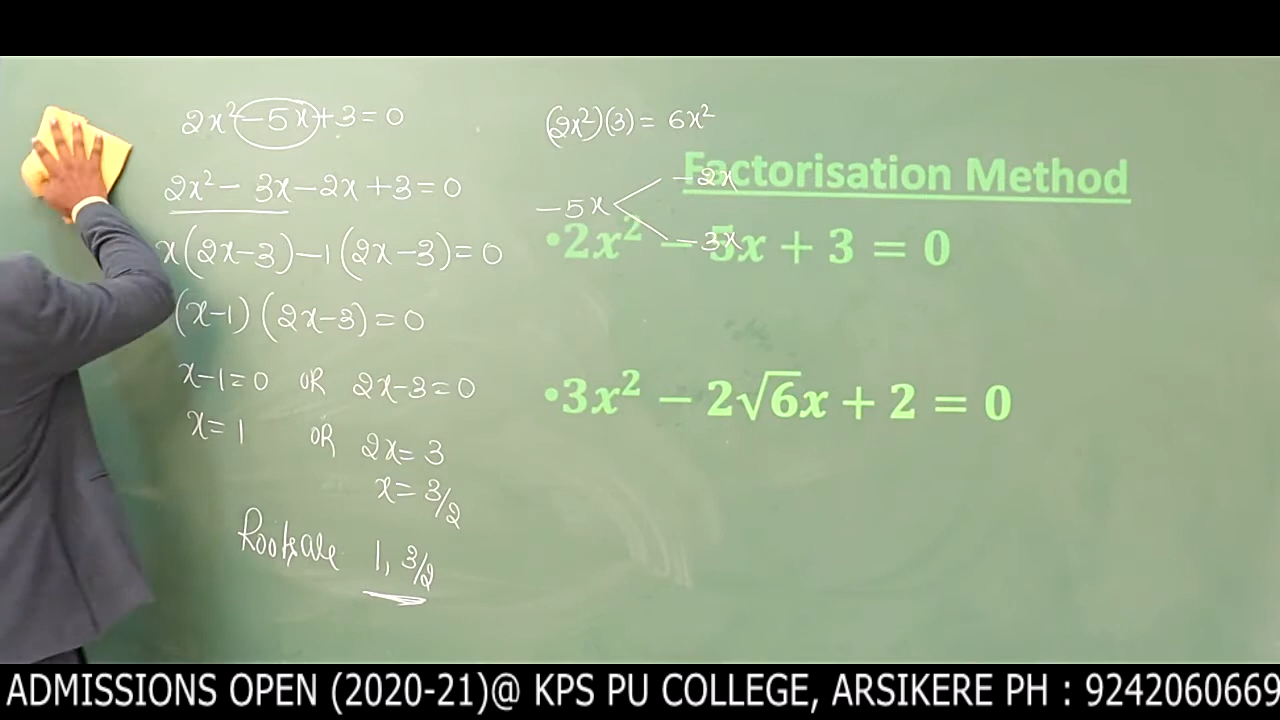 2x² - 5x + 3 = 0
2x² - 3x - 2x + 3 = 0
x(2x-3) - 1(2x-3) = 0
(x-1)(2x-3) = 0
x-1=0 OR 2x-3=0
x=1 OR 2x=3
x=3/2
Roots are 1, 3/2
(2x²)(3) = 6x²
-5x
-2x
-3x
Factorisation Method
•2x² − 5x + 3 = 0
•3x² − 2√6x + 2 = 0
ADMISSIONS OPEN (2020-21)@ KPS PU COLLEGE, ARSIKERE PH : 9242060669